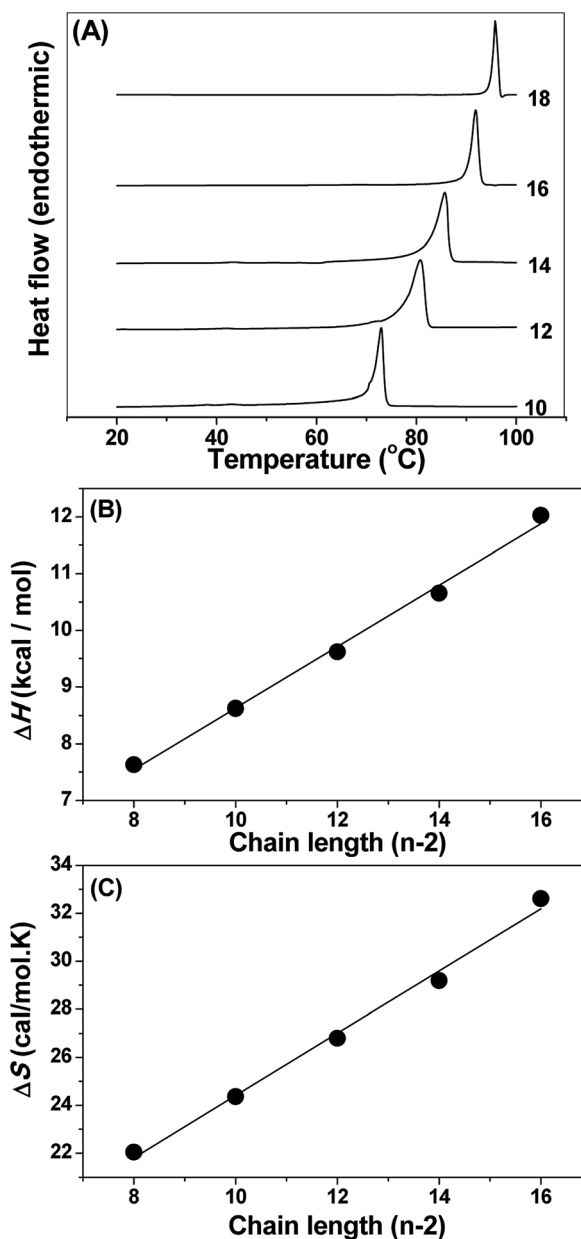 (A)
Heat flow (endothermic)
18
16
14
12
10
20 40 60 80 100
Temperature (°C)
(B)
ΔH (kcal / mol)
12
11
10
9
8
7
8 10 12 14 16
Chain length (n-2)
(C)
ΔS (cal/mol.K)
34
32
30
28
26
24
22
8 10 12 14 16
Chain length (n-2)